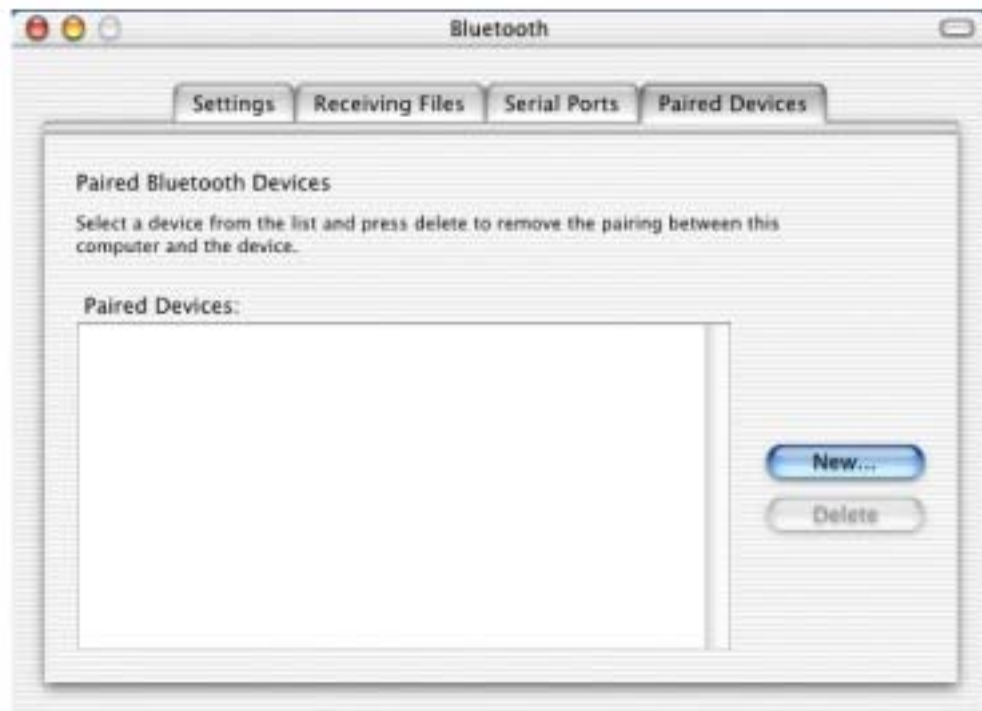 Bluetooth
Settings
Receiving Files
Serial Ports
Paired Devices
Paired Bluetooth Devices
Select a device from the list and press delete to remove the pairing between this
computer and the device.
Paired Devices:
New...
Delete